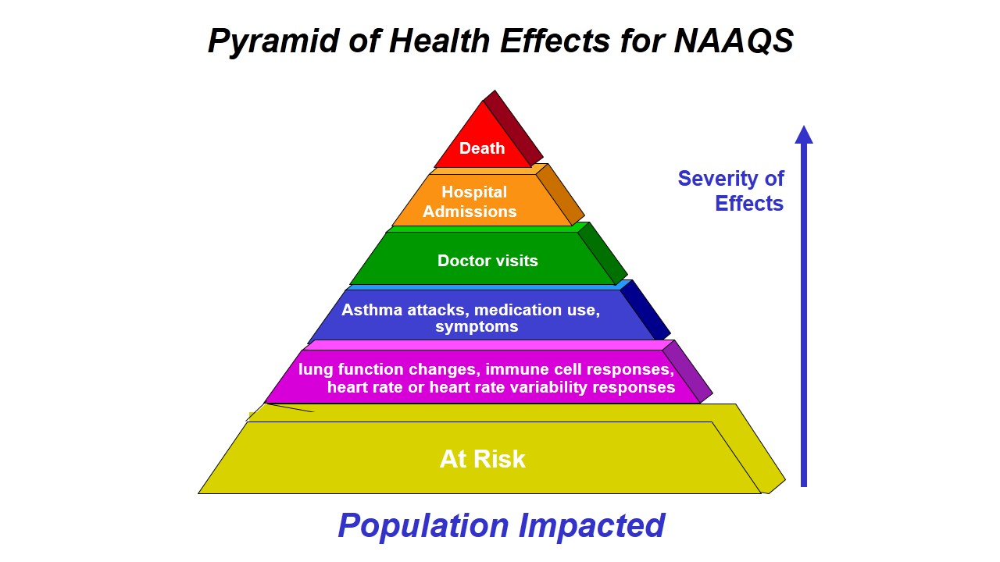 Pyramid of Health Effects for NAAQS
Death
Hospital
Admissions
Severity of
Effects
Doctor visits
Asthma attacks, medication use,
symptoms
lung function changes, immune cell responses,
heart rate or heart rate variability responses
At Risk
Population Impacted